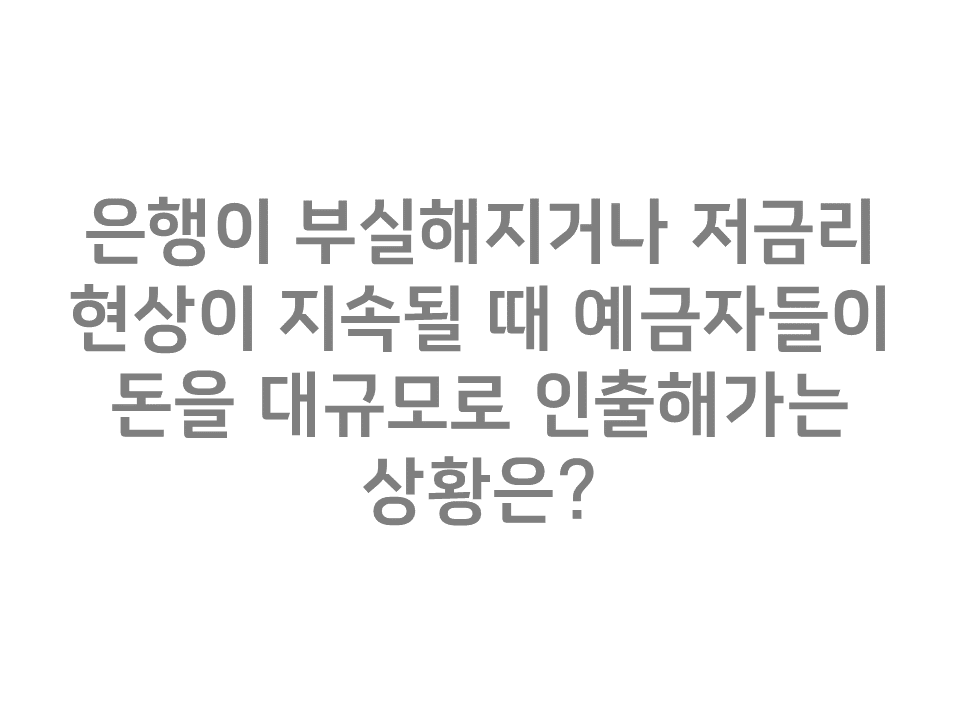 은행이 부실해지거나 저금리
현상이 지속될 때 예금자들이
돈을 대규모로 인출해가는
상황은?